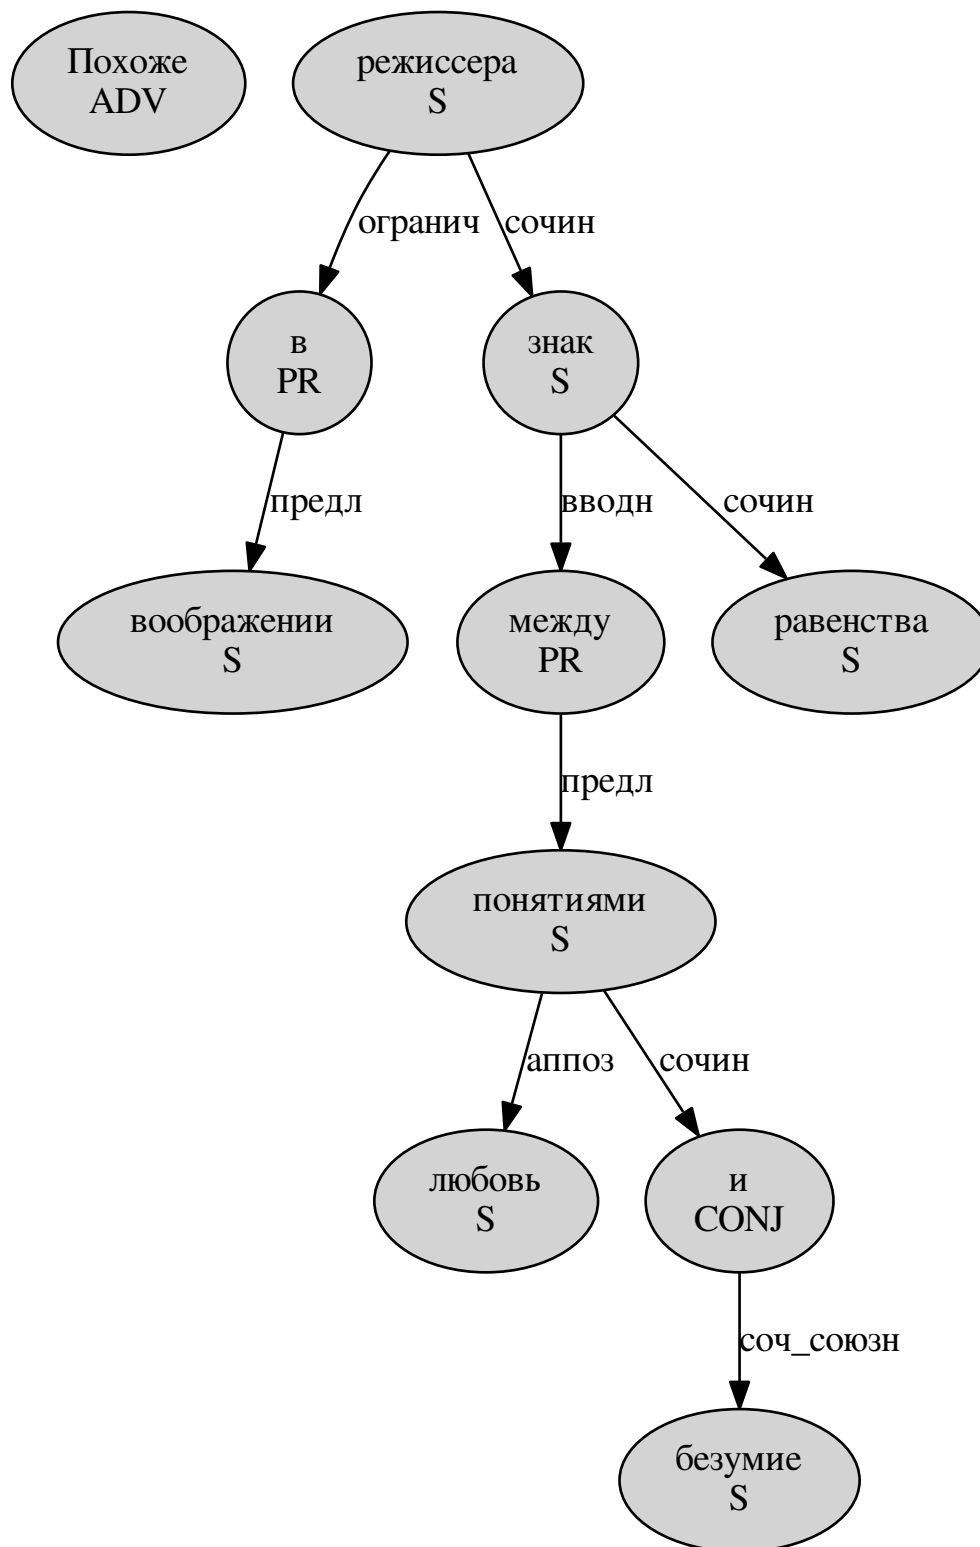 Похоже
ADV
режиссера
S
огранич
сочин
в
PR
знак
S
предл
вводн
сочин
воображении
S
между
PR
равенства
S
предл
понятиями
S
аппоз
сочин
любовь
S
и
CONJ
соч_союзн
безумие
S